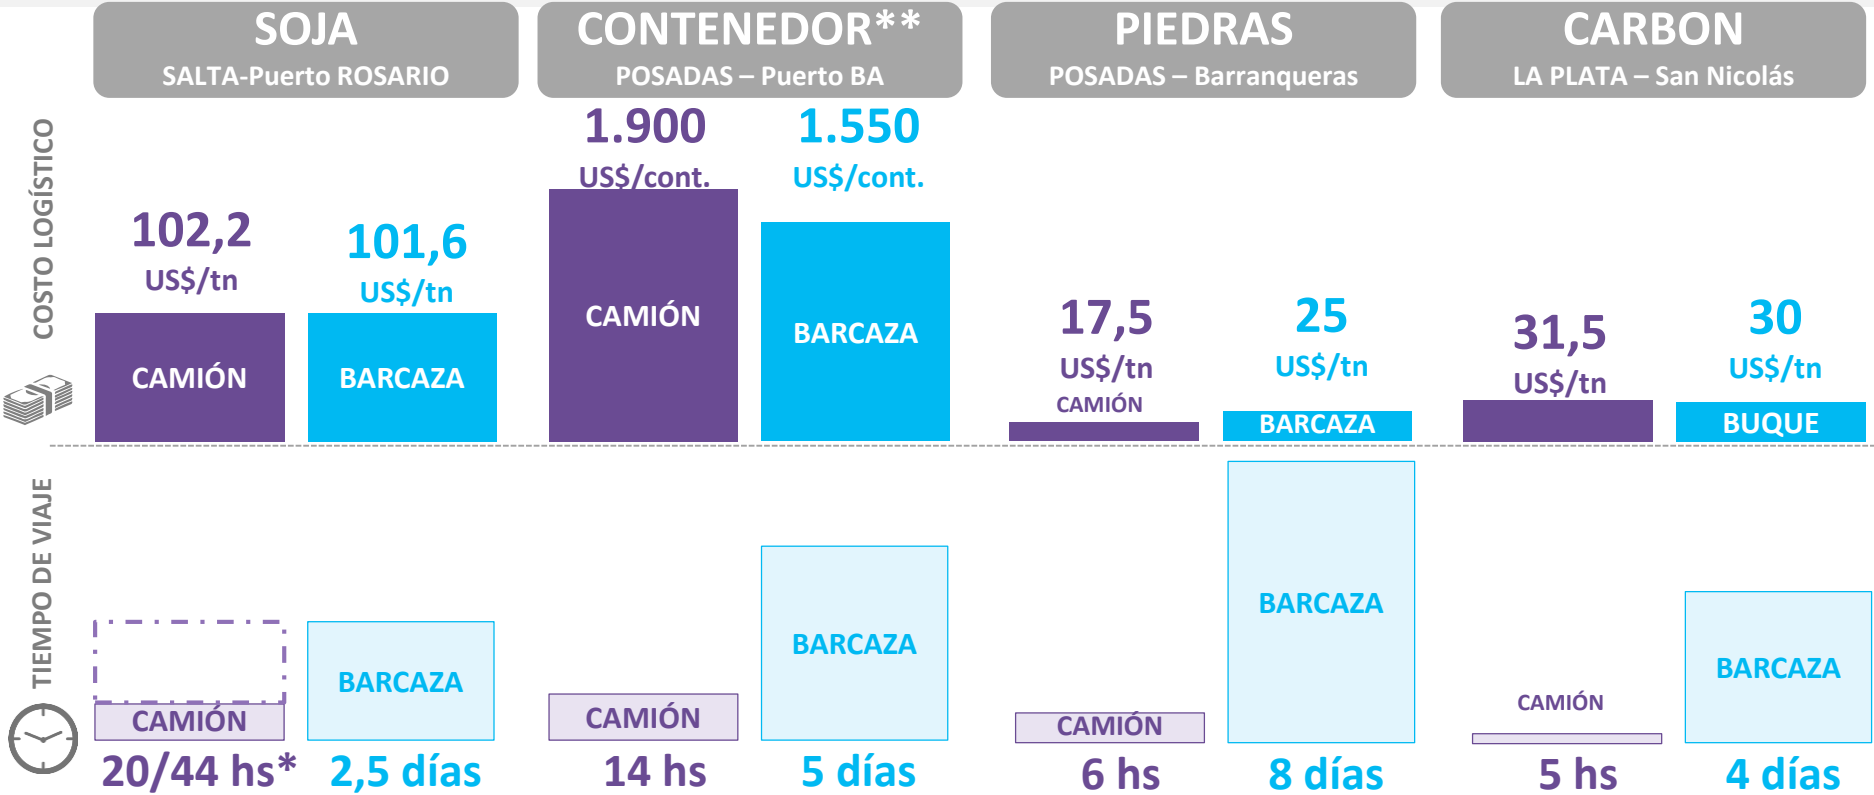 SOJA
SALTA-Puerto ROSARIO
CONTENEDOR**
POSADAS – Puerto BA
PIEDRAS
POSADAS – Barranqueras
CARBON
LA PLATA – San Nicolás
COSTO LOGÍSTICO
102,2
US$/tn
CAMIÓN
101,6
US$/tn
BARCAZA
1.900
US$/cont.
CAMIÓN
1.550
US$/cont.
BARCAZA
17,5
US$/tn
CAMIÓN
25
US$/tn
BARCAZA
31,5
US$/tn
30
US$/tn
BUQUE
TIEMPO DE VIAJE
CAMIÓN
20/44 hs*
BARCAZA
2,5 días
CAMIÓN
14 hs
BARCAZA
5 días
CAMIÓN
6 hs
BARCAZA
8 días
CAMIÓN
5 hs
BARCAZA
4 días